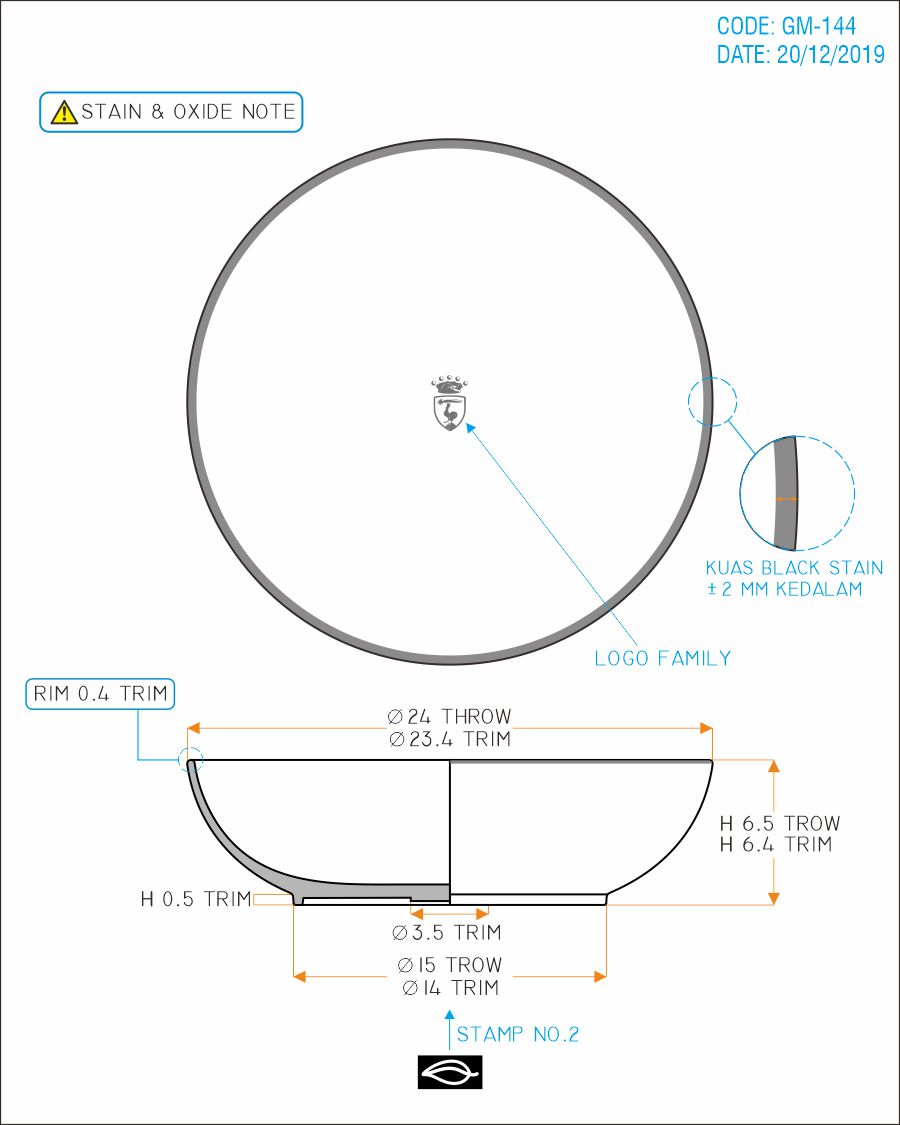 CODE: GM-144
DATE: 20/12/2019
STAIN & OXIDE NOTE
KUAS BLACK STAIN
± 2 MM KEDALAM
LOGO FAMILY
RIM 0.4 TRIM
∅24 THROW
∅23.4 TRIM
H 6.5 TROW
H 6.4 TRIM
H 0.5 TRIM
∅3.5 TRIM
∅15 TROW
∅14 TRIM
STAMP NO.2